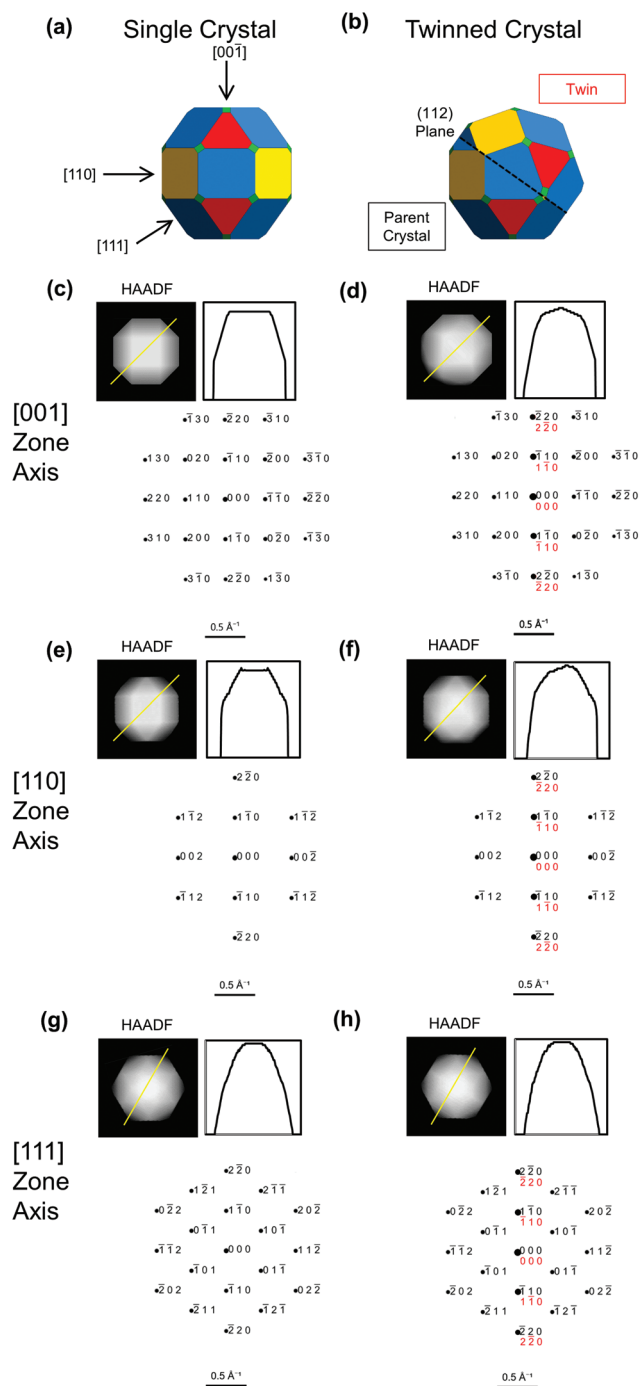 (a) Single Crystal
[001̄]
[110]
[111]
(b) Twinned Crystal
Twin
(112)
Plane
Parent
Crystal
[001]
Zone
Axis
(c)
HAADF
1̄ 3 0 2̄ 2 0 3̄ 1 0
1 3 0 0 2 0 1̄ 1 0 2̄ 0 0 3̄ 1̄ 0
2 2 0 1 1 0 0 0 0 1̄ 1̄ 0 2̄ 2̄ 0
3 1 0 2 0 0 1 1̄ 0 0 2̄ 0 1̄ 3̄ 0
3 1̄ 0 2 2̄ 0 1 3̄ 0
0.5 Å⁻¹
(d)
HAADF
1̄ 3 0 2̄ 2 0 3̄ 1 0
2 2̄ 0
1 3 0 0 2 0 1̄ 1 0 2̄ 0 0 3̄ 1̄ 0
1 1̄ 0
2 2 0 1 1 0 0 0 0 1̄ 1̄ 0 2̄ 2̄ 0
0 0 0
3 1 0 2 0 0 1 1̄ 0 0 2̄ 0 1̄ 3̄ 0
1̄ 1 0
3 1̄ 0 2 2̄ 0 1 3̄ 0
2̄ 2 0
0.5 Å⁻¹
[110]
Zone
Axis
(e)
HAADF
2 2̄ 0
1 1̄ 2 1 1̄ 0 1 1̄ 2̄
0 0 2 0 0 0 0 0 2̄
1̄ 1 2 1̄ 1 0 1̄ 1 2̄
2̄ 2 0
0.5 Å⁻¹
(f)
HAADF
2 2̄ 0
2̄ 2 0
1 1̄ 2 1 1̄ 0 1 1̄ 2̄
1̄ 1 0
0 0 2 0 0 0 0 0 2̄
0 0 0
1̄ 1 2 1̄ 1 0 1̄ 1 2̄
1 1̄ 0
2̄ 2 0
2 2̄ 0
0.5 Å⁻¹
[111]
Zone
Axis
(g)
HAADF
2 2̄ 0
1 2̄ 1 2 1̄ 1̄
0 2̄ 2 1 1̄ 0 2 0 2̄
0 1̄ 1 1 0 1̄
1̄ 1̄ 2 0 0 0 1 1 2̄
1̄ 0 1 0 1 1̄
2̄ 0 2 1̄ 1 0 0 2 2̄
2̄ 1 1 1̄ 2 1̄
2̄ 2 0
0.5 Å⁻¹
(h)
HAADF
2 2̄ 0
2̄ 2 0
1 2̄ 1 2 1̄ 1̄
0 2̄ 2 1 1̄ 0 2 0 2̄
1̄ 1 0
0 1̄ 1 1 0 1̄
1̄ 1̄ 2 0 0 0 1 1 2̄
0 0 0
1̄ 0 1 0 1 1̄
2̄ 0 2 1̄ 1 0 0 2 2̄
1 1̄ 0
2̄ 1 1 1̄ 2 1̄
2̄ 2 0
2 2̄ 0
0.5 Å⁻¹